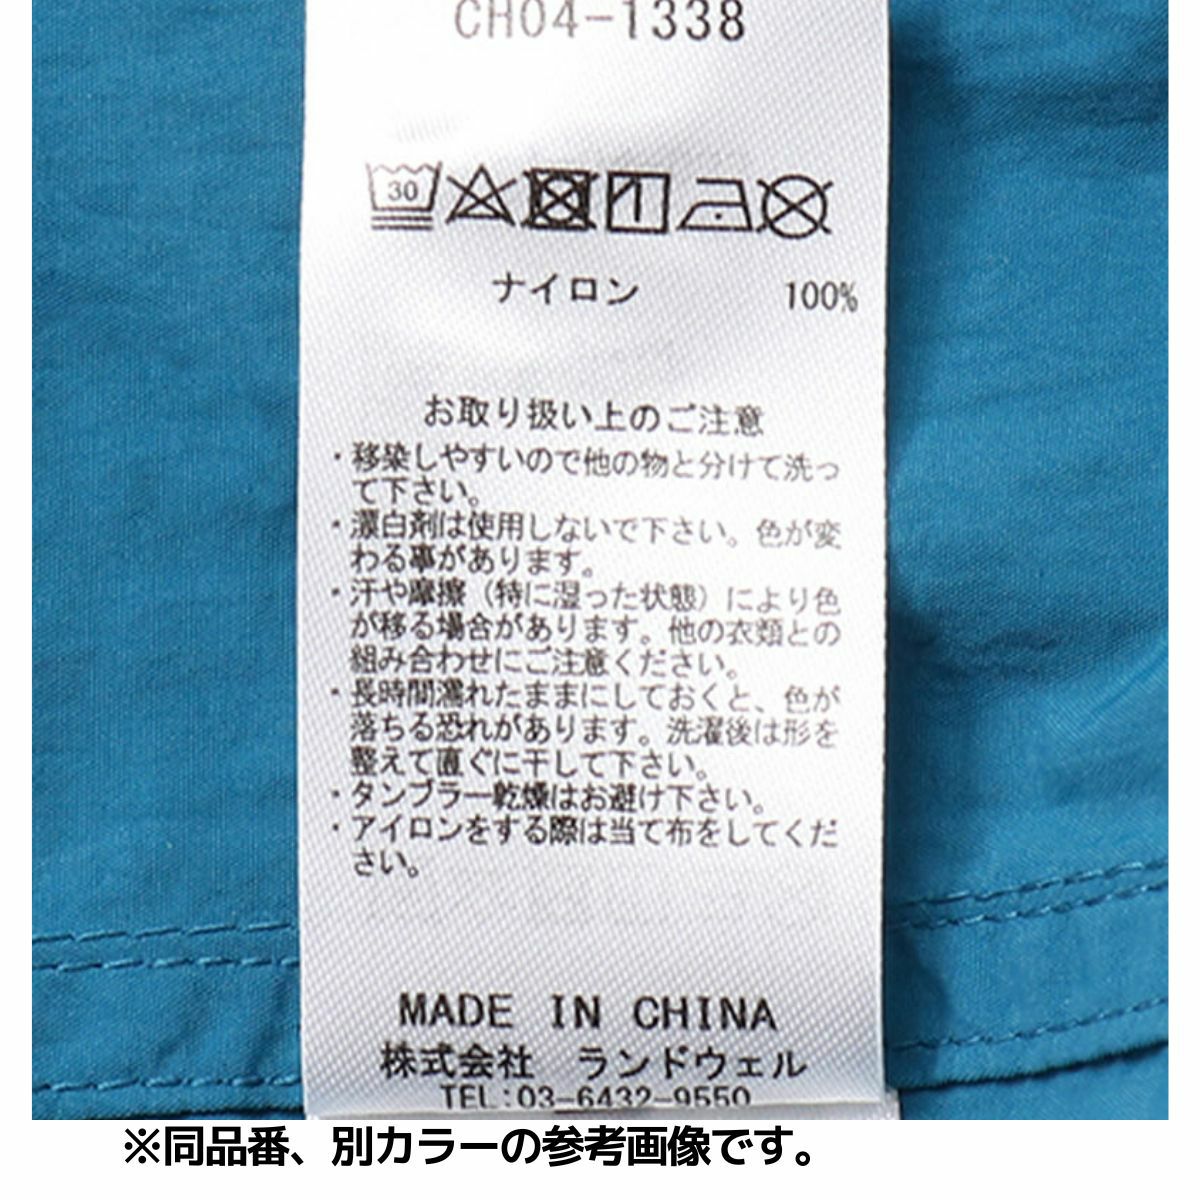 CH04-1338
30
ナイロン 100%
お取り扱い上のご注意
・移染しやすいので他の物と分けて洗っ
て下さい。
・漂白剤は使用しないで下さい。色が変
わる事があります。
・汗や摩擦（特に湿った状態）により色
が移る場合があります。他の衣類との
組み合わせにご注意ください。
・長時間濡れたままにしておくと、色が
落ちる恐れがあります。洗濯後は形を
整えて直ぐに干して下さい。
・タンブラー乾燥はお避け下さい。
・アイロンをする際は当て布をしてくだ
さい。
MADE IN CHINA
株式会社 ランドウェル
TEL:03-6432-9550
※同品番、別カラーの参考画像です。